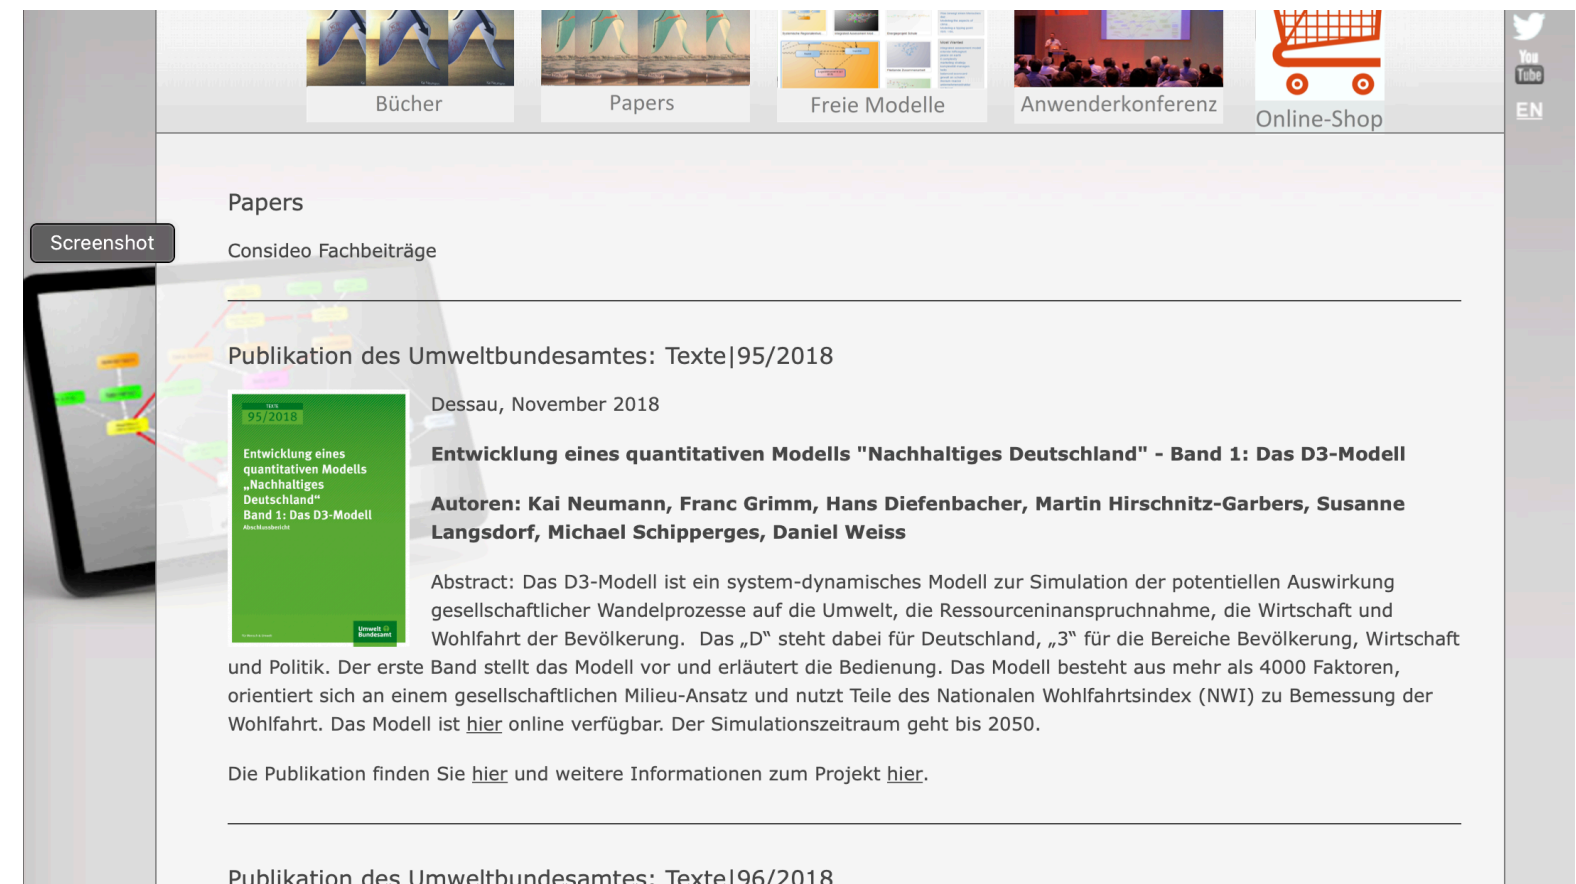 Bücher
Papers
Freie Modelle
Anwenderkonferenz
Online-Shop
You
Tube
EN
Papers
Screenshot
Consideo Fachbeiträge
Publikation des Umweltbundesamtes: Texte|95/2018
TEXTE
95/2018
Entwicklung eines
quantitativen Modells
„Nachhaltiges
Deutschland“
Band 1: Das D3-Modell
Abschlussbericht
Umwelt
Bundesamt
Dessau, November 2018
Entwicklung eines quantitativen Modells "Nachhaltiges Deutschland" - Band 1: Das D3-Modell
Autoren: Kai Neumann, Franc Grimm, Hans Diefenbacher, Martin Hirschnitz-Garbers, Susanne
Langsdorf, Michael Schipperges, Daniel Weiss
Abstract: Das D3-Modell ist ein system-dynamisches Modell zur Simulation der potentiellen Auswirkung
gesellschaftlicher Wandelprozesse auf die Umwelt, die Ressourceninanspruchnahme, die Wirtschaft und
Wohlfahrt der Bevölkerung.  Das „D“ steht dabei für Deutschland, „3“ für die Bereiche Bevölkerung, Wirtschaft
und Politik. Der erste Band stellt das Modell vor und erläutert die Bedienung. Das Modell besteht aus mehr als 4000 Faktoren,
orientiert sich an einem gesellschaftlichen Milieu-Ansatz und nutzt Teile des Nationalen Wohlfahrtsindex (NWI) zu Bemessung der
Wohlfahrt. Das Modell ist hier online verfügbar. Der Simulationszeitraum geht bis 2050.
Die Publikation finden Sie hier und weitere Informationen zum Projekt hier.
Publikation des Umweltbundesamtes: Texte|96/2018